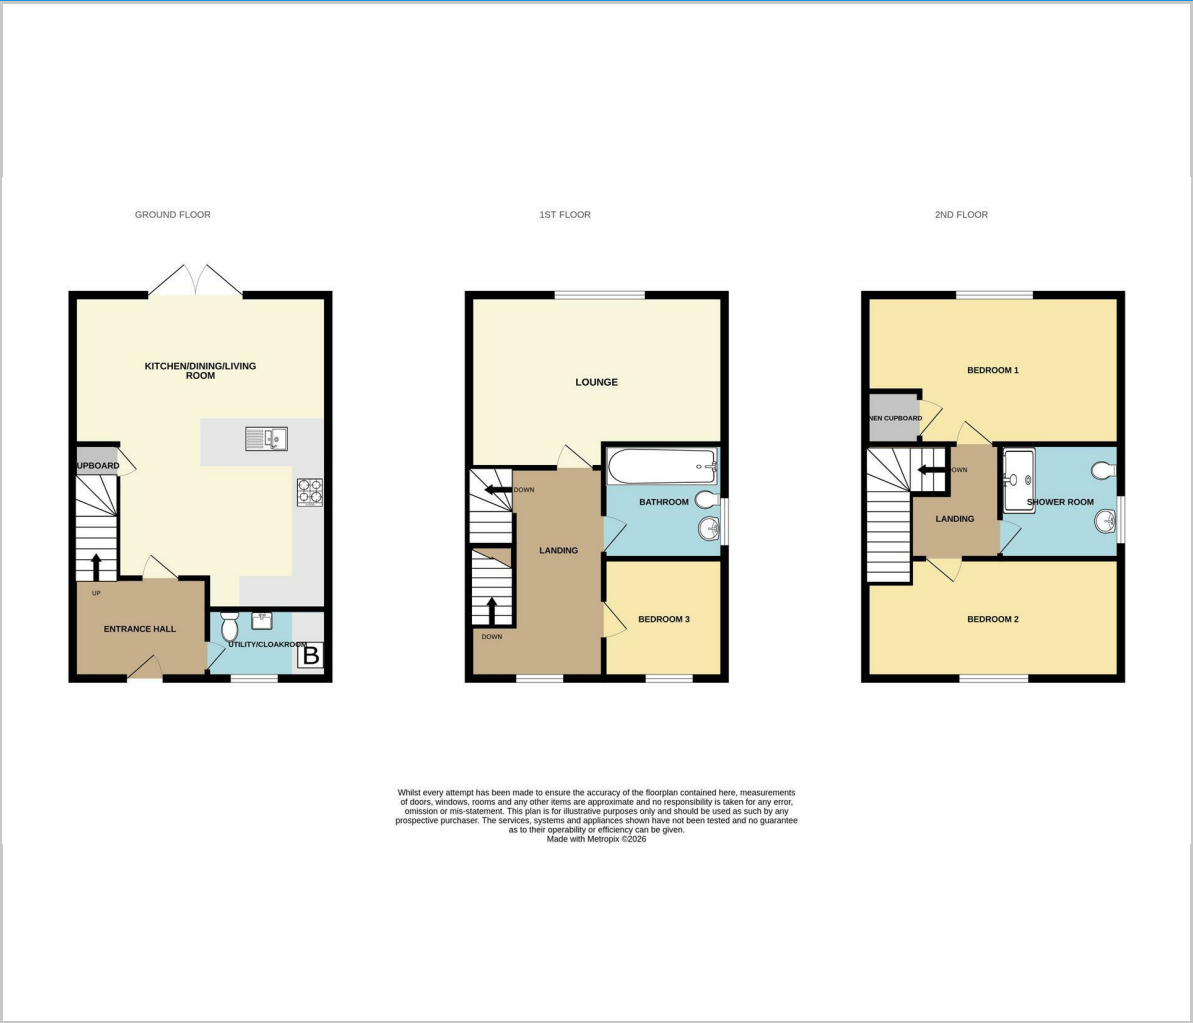 GROUND FLOOR
1ST FLOOR
2ND FLOOR
KITCHEN/DINING/LIVING
ROOM
UPBOARD
UP
ENTRANCE HALL
UTILITY/CLOAKROOM
B
LOUNGE
DOWN
BATHROOM
LANDING
BEDROOM 3
DOWN
BEDROOM 1
NEN CUPBOARD
OWN
SHOWER ROOM
LANDING
BEDROOM 2
Whilst every attempt has been made to ensure the accuracy of the floorplan contained here, measurements
of doors, windows, rooms and any other items are approximate and no responsibility is taken for any error,
omission or mis-statement. This plan is for illustrative purposes only and should be used as such by any
prospective purchaser. The services, systems and appliances shown have not been tested and no guarantee
as to their operability or efficiency can be given.
Made with Metropix ©2026